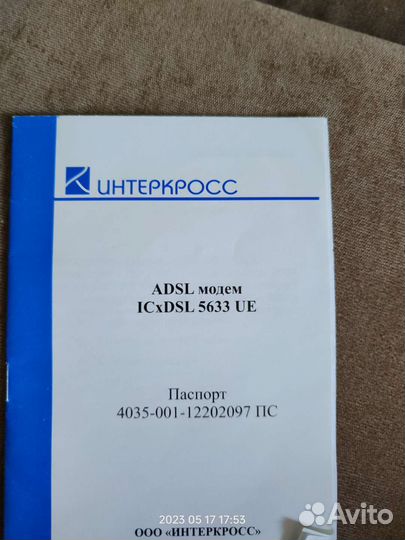 ИНТЕРКРОСС
ADSL модем
ICxDSL 5633 UE
Паспорт
4035-001-12202097 ПС
2023 05 17 17:53
ООО «ИНТЕРКРОСС»
Avito